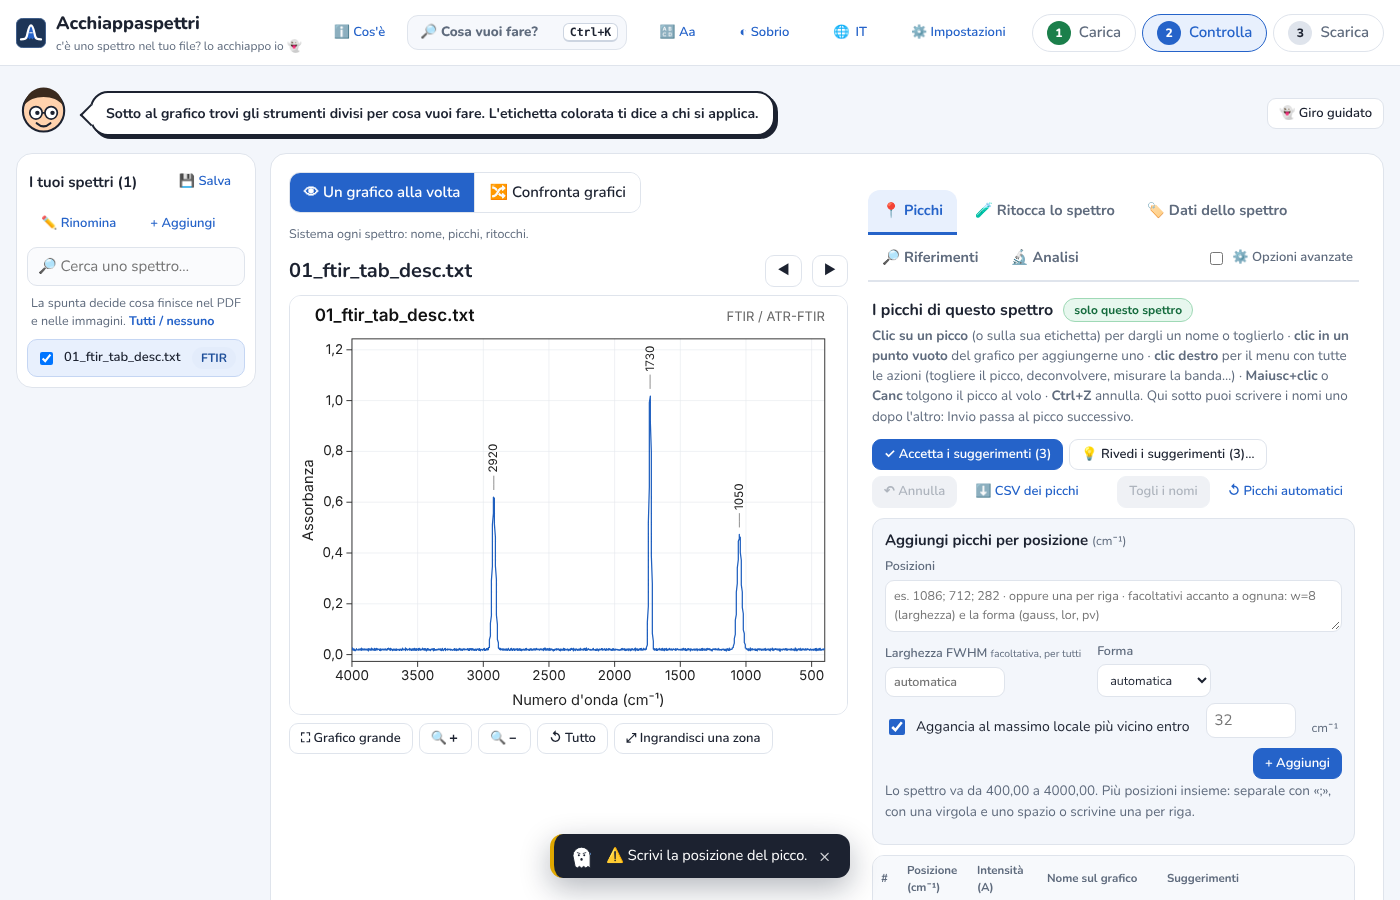 Acchiappaspettri
c'è uno spettro nel tuo file? lo acchiappo io 👻
ℹ️ Cos'è
🔎 Cosa vuoi fare? Ctrl+K
🔠 Aa
Sobrio
🌐 IT
⚙️ Impostazioni
1 Carica
2 Controlla
3 Scarica
Sotto al grafico trovi gli strumenti divisi per cosa vuoi fare. L'etichetta colorata ti dice a chi si applica.
👻 Giro guidato
I tuoi spettri (1)
💾 Salva
✏️ Rinomina
+ Aggiungi
🔎 Cerca uno spettro...
La spunta decide cosa finisce nel PDF
e nelle immagini. Tutti / nessuno
01_ftir_tab_desc.txt FTIR
👁 Un grafico alla volta
🔀 Confronta grafici
Sistema ogni spettro: nome, picchi, ritocchi.
01_ftir_tab_desc.txt
◀ ▶
01_ftir_tab_desc.txt
FTIR / ATR-FTIR
1,2
1,0
0,8
0,6
0,4
0,2
0,0
Assorbanza
2920
1730
1050
4000 3500 3000 2500 2000 1500 1000 500
Numero d'onda (cm⁻¹)
⛶ Grafico grande
🔍 +
🔍 −
↺ Tutto
⤢ Ingrandisci una zona
📍 Picchi
🧪 Ritocca lo spettro
🏷️ Dati dello spettro
🔎 Riferimenti
🔬 Analisi
⚙️ Opzioni avanzate
I picchi di questo spettro solo questo spettro
Clic su un picco (o sulla sua etichetta) per dargli un nome o toglierlo · clic in un
punto vuoto del grafico per aggiungerne uno · clic destro per il menu con tutte
le azioni (togliere il picco, deconvolvere, misurare la banda...) · Maiusc+clic o
Canc tolgono il picco al volo · Ctrl+Z annulla. Qui sotto puoi scrivere i nomi uno
dopo l'altro: Invio passa al picco successivo.
✓ Accetta i suggerimenti (3)
💡 Rivedi i suggerimenti (3)...
↶ Annulla
⬇️ CSV dei picchi
Togli i nomi
↺ Picchi automatici
Aggiungi picchi per posizione (cm⁻¹)
Posizioni
es. 1086; 712; 282 · oppure una per riga · facoltativi accanto a ognuna: w=8
(larghezza) e la forma (gauss, lor, pv)
Larghezza FWHM facoltativa, per tutti
Forma
automatica
automatica
Aggancia al massimo locale più vicino entro 32 cm⁻¹
+ Aggiungi
Lo spettro va da 400,00 a 4000,00. Più posizioni insieme: separale con «;»,
con una virgola e uno spazio o scrivine una per riga.
⚠️ Scrivi la posizione del picco. ×
# Posizione (cm⁻¹) Intensità (A) Nome sul grafico Suggerimenti